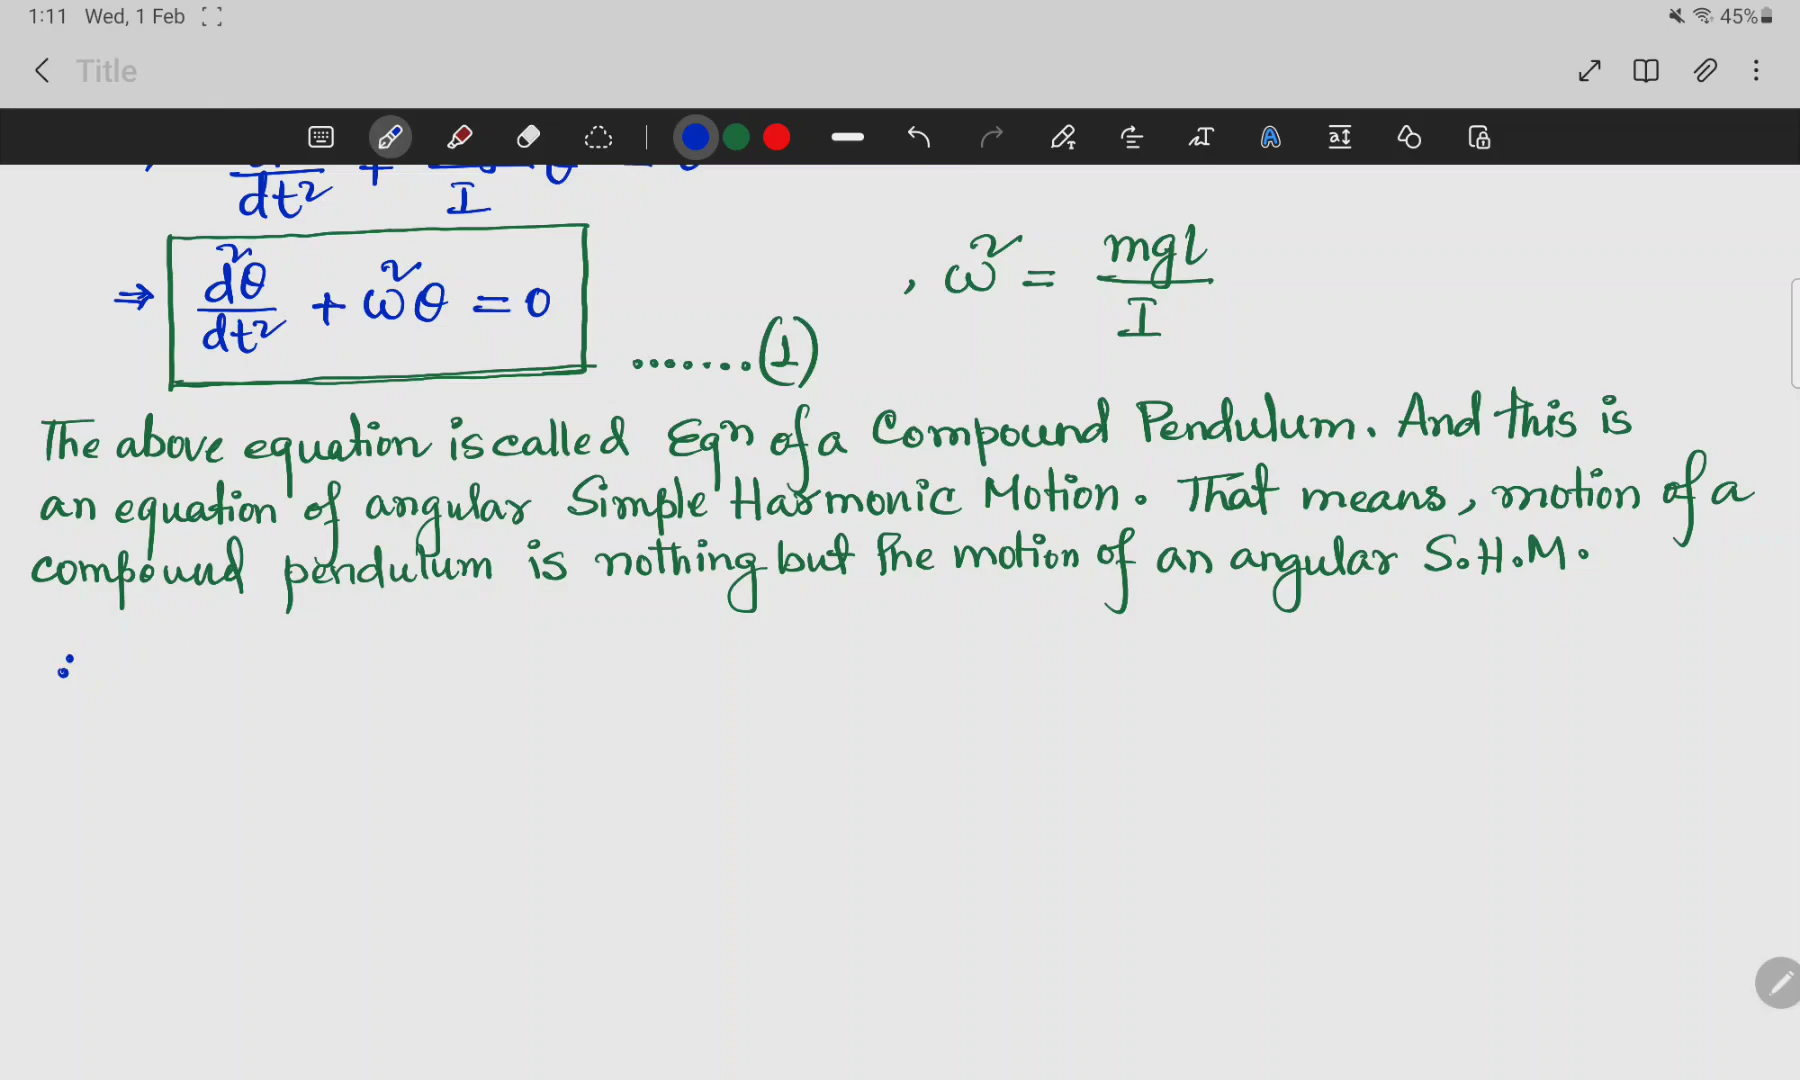 1:11 Wed, 1 Feb 45%
Title
dt² + I θ = 0
⇒ d²θ/dt² + ω²θ = 0 , ω² = mgl/I
.......(1)
The above equation is called Eqⁿ of a Compound Pendulum. And this is
an equation of angular Simple Harmonic Motion. That means, motion of a
compound pendulum is nothing but the motion of an angular S.H.M.